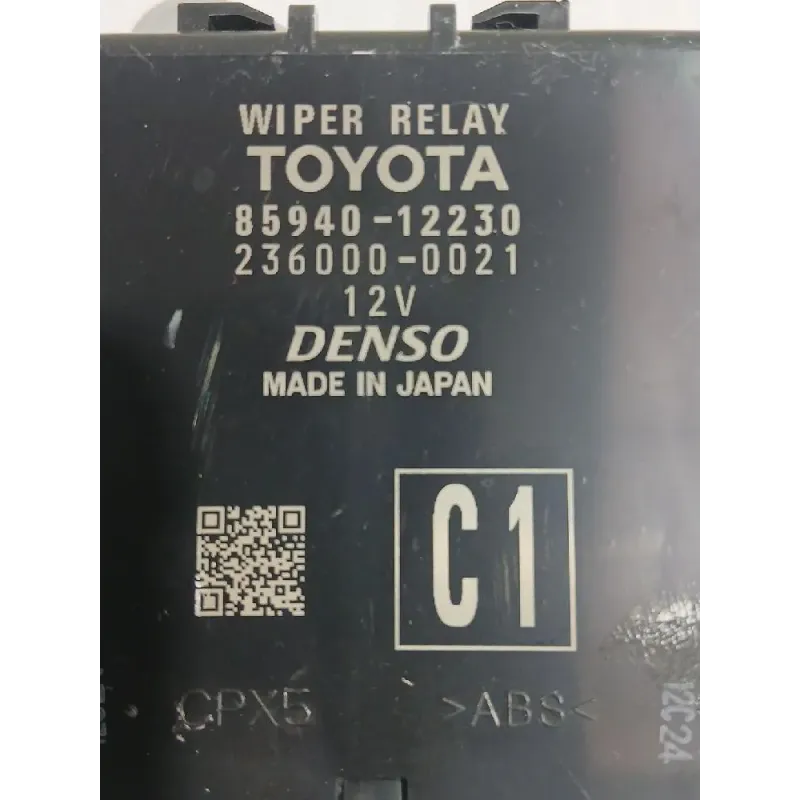 WIPER RELAY
TOYOTA
85940-12230
236000-0021
12V
DENSO
MADE IN JAPAN
C1
CPX5
>ABS<